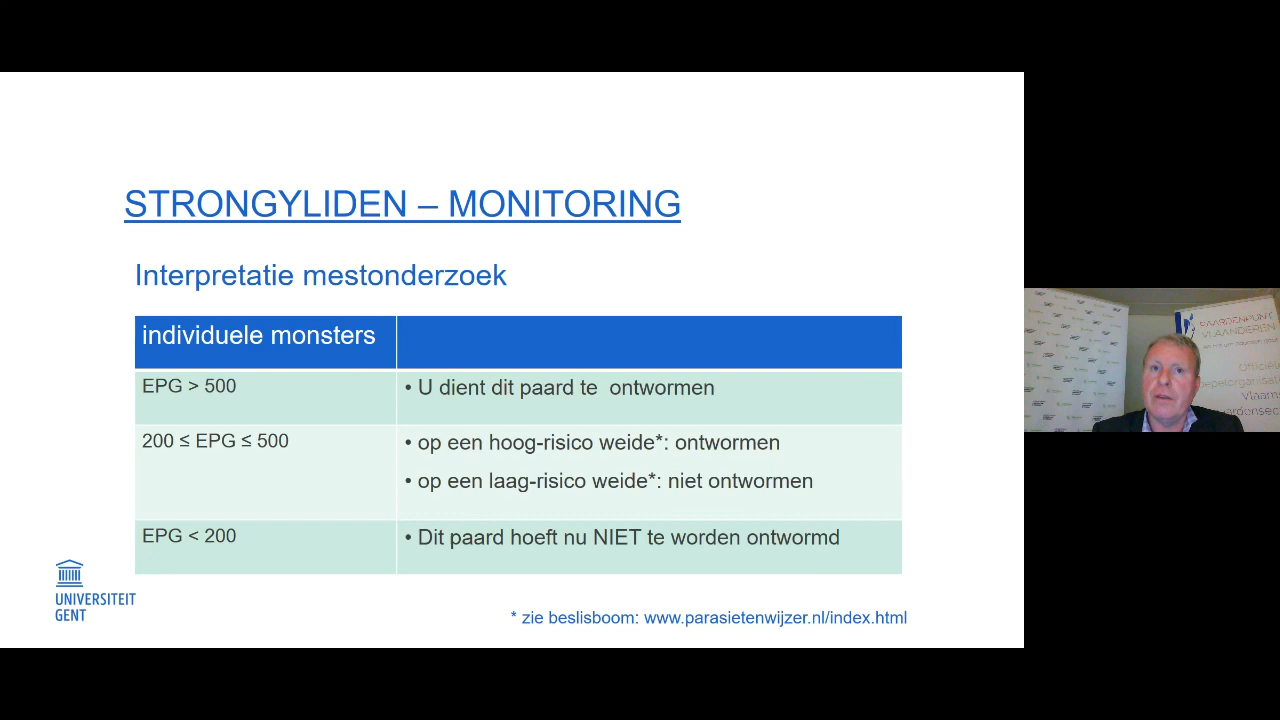 STRONGYLIDEN – MONITORING
Interpretatie mestonderzoek
individuele monsters
EPG > 500
• U dient dit paard te ontwormen
200 ≤ EPG ≤ 500
• op een hoog-risico weide*: ontwormen
• op een laag-risico weide*: niet ontwormen
EPG < 200
• Dit paard hoeft nu NIET te worden ontwormd
UNIVERSITEIT
GENT
* zie beslisboom: www.parasietenwijzer.nl/index.html
PAARDENPUNT
VLAANDEREN